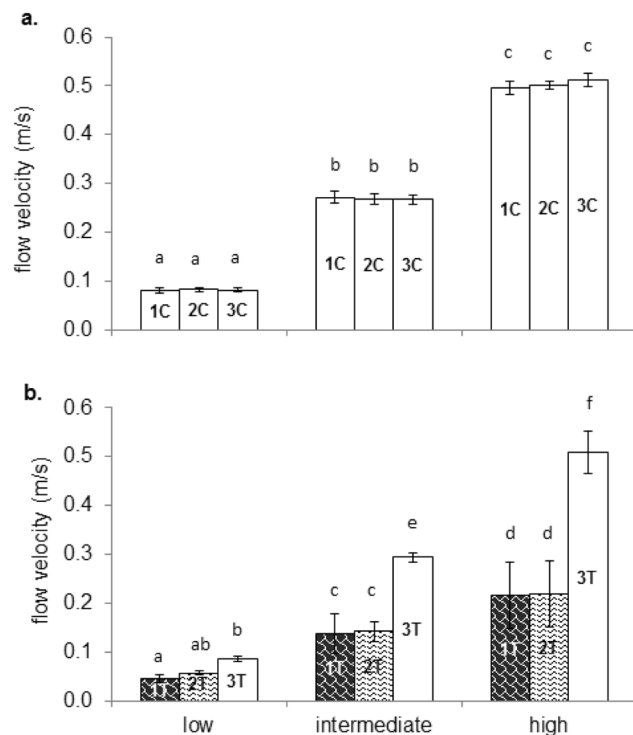 a.
flow velocity (m/s)
0.6
0.5
0.4
0.3
0.2
0.1
0.0
a a a
b b b
c c c
1C 2C 3C
1C 2C 3C
1C 2C 3C
b.
flow velocity (m/s)
0.6
0.5
0.4
0.3
0.2
0.1
0.0
a ab b
c c e
d d f
1T 2T 3T
1T 2T 3T
1T 2T 3T
low intermediate high